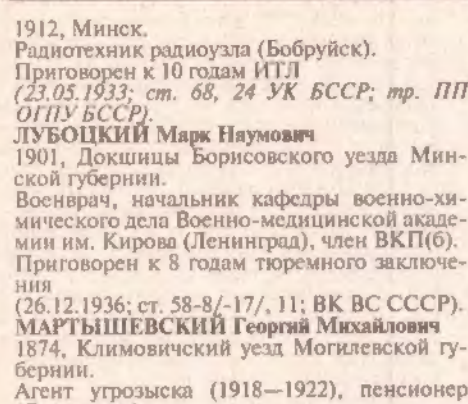 1912, Минск.
Радиотехник радиоузла (Бобруйск).
Приговорен к 10 годам ИТЛ
(23.05.1933; ст. 68, 24 УК БССР; тр. ПП
ОГПУ БССР).
ЛУБОЦКИЙ Марк Наумович
1901, Докшицы Борисовского уезда Мин-
ской губернии.
Военврач, начальник кафедры военно-хи-
мического дела Военно-медицинской акаде-
мии им. Кирова (Ленинград), член ВКП(б).
Приговорен к 8 годам тюремного заключе-
ния
(26.12.1936; ст. 58-8/-17/, 11; ВК ВС СССР).
МАРТЫШЕВСКИЙ Георгий Михайлович
1874, Климовичский уезд Могилевской гу-
бернии.
Агент угрозыска (1918—1922), пенсионер